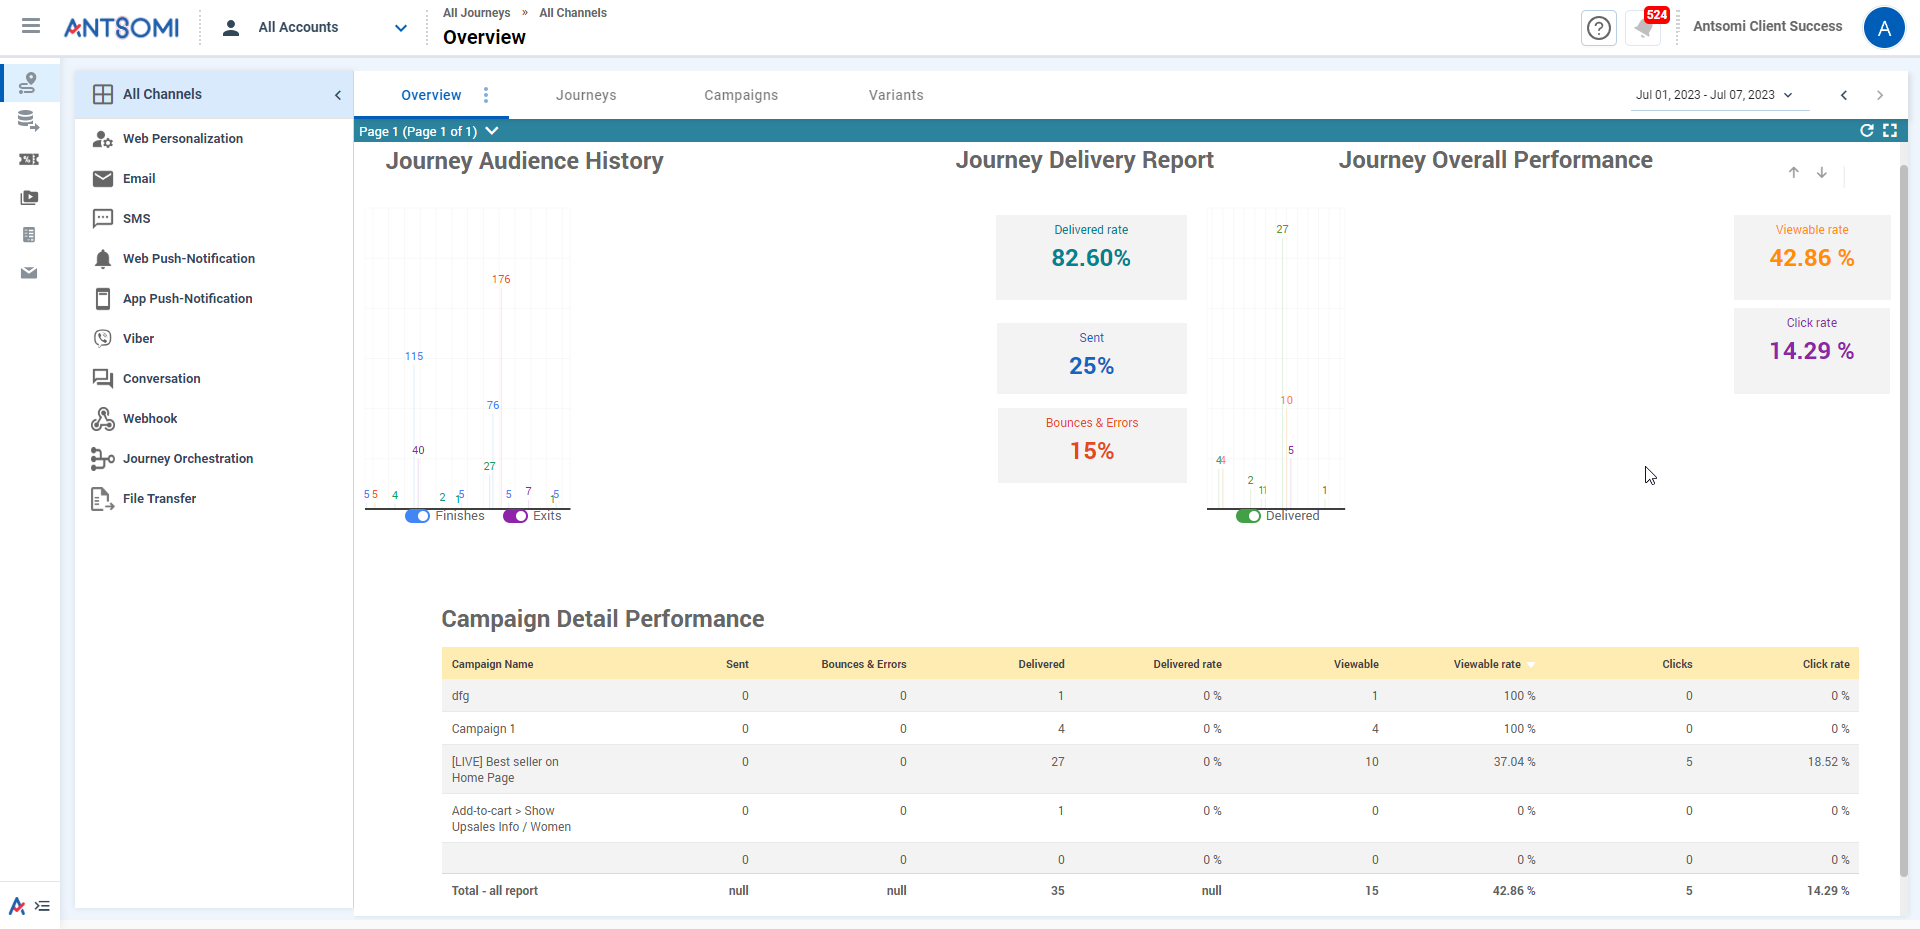 ANTSOMI
All Accounts
All Journeys » All Channels
Overview
524
Antsomi Client Success
A
All Channels
Web Personalization
Email
SMS
Web Push-Notification
App Push-Notification
Viber
Conversation
Webhook
Journey Orchestration
File Transfer
Overview
Journeys
Campaigns
Variants
Jul 01, 2023 - Jul 07, 2023
Page 1 (Page 1 of 1)
Journey Audience History
176
115
76
40
27
5 5 4 2 1 5 5 7 1 5
Finishes Exits
Journey Delivery Report
Delivered rate
82.60%
Sent
25%
Bounces & Errors
15%
Journey Overall Performance
27
10
5
4 4 2 1 1 1
Delivered
Viewable rate
42.86 %
Click rate
14.29 %
Campaign Detail Performance
Campaign Name Sent Bounces & Errors Delivered Delivered rate Viewable Viewable rate Clicks Click rate
dfg 0 0 1 0 % 1 100 % 0 0 %
Campaign 1 0 0 4 0 % 4 100 % 0 0 %
[LIVE] Best seller on 0 0 27 0 % 10 37.04 % 5 18.52 %
Home Page
Add-to-cart > Show 0 0 1 0 % 0 0 % 0 0 %
Upsales Info / Women
0 0 0 0 % 0 0 % 0 0 %
Total - all report null null 35 null 15 42.86 % 5 14.29 %